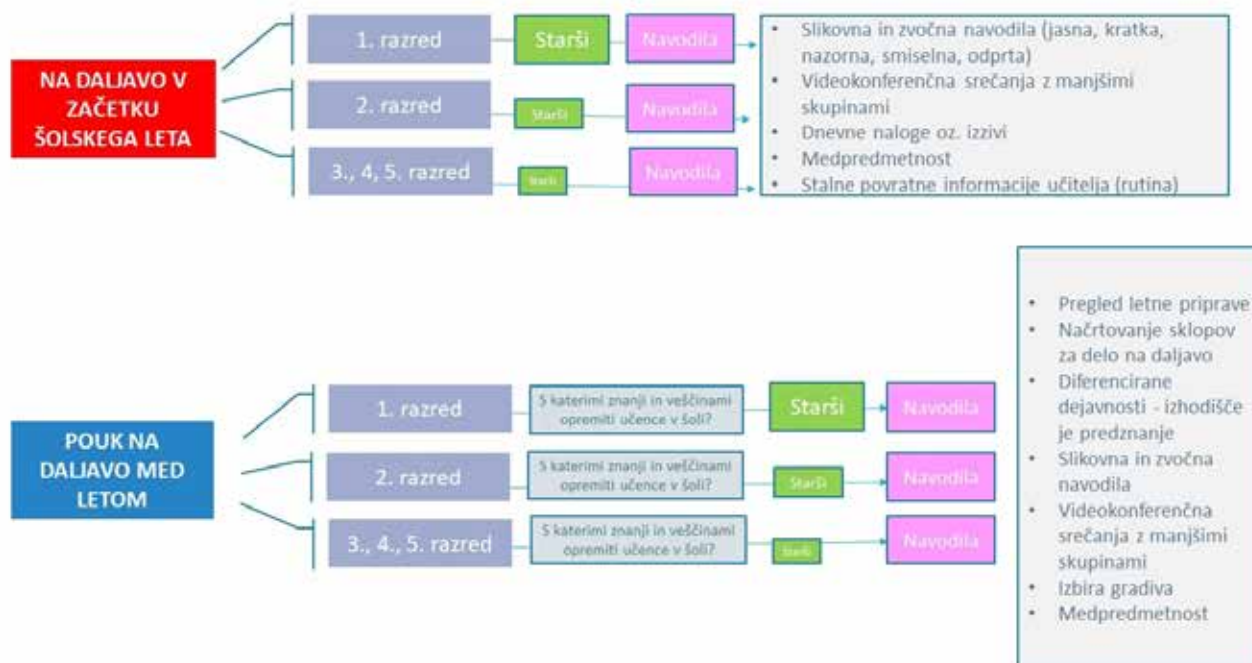 NA DALJAVO V
ZAČETKU
ŠOLSKEGA LETA
1. razred
Starši
Navodila
2. razred
Starši
Navodila
3., 4, 5. razred
Starši
Navodila
• Slikovna in zvočna navodila (jasna, kratka,
nazorna, smiselna, odprta)
• Videokonferenčna srečanja z manjšimi
skupinami
• Dnevne naloge oz. izzivi
• Medpredmetnost
• Stalne povratne informacije učitelja (rutina)
POUK NA
DALJAVO MED
LETOM
1. razred
S katerimi znanji in veščinami
opremiti učence v šoli?
Starši
Navodila
2. razred
S katerimi znanji in veščinami
opremiti učence v šoli?
Starši
Navodila
3., 4., 5. razred
S katerimi znanji in veščinami
opremiti učence v šoli?
Starši
Navodila
• Pregled letne priprave
• Načrtovanje sklopov
za delo na daljavo
• Diferencirane
dejavnosti - izhodišče
je predznanje
• Slikovna in zvočna
navodila
• Videokonferenčna
srečanja z manjšimi
skupinami
• Izbira gradiva
• Medpredmetnost